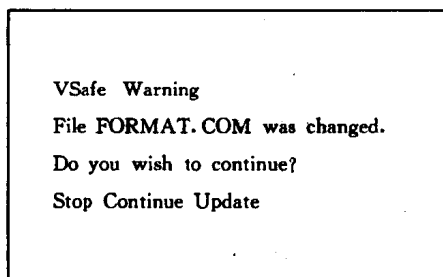 VSafe Warning
File FORMAT.COM was changed.
Do you wish to continue?
Stop Continue Update